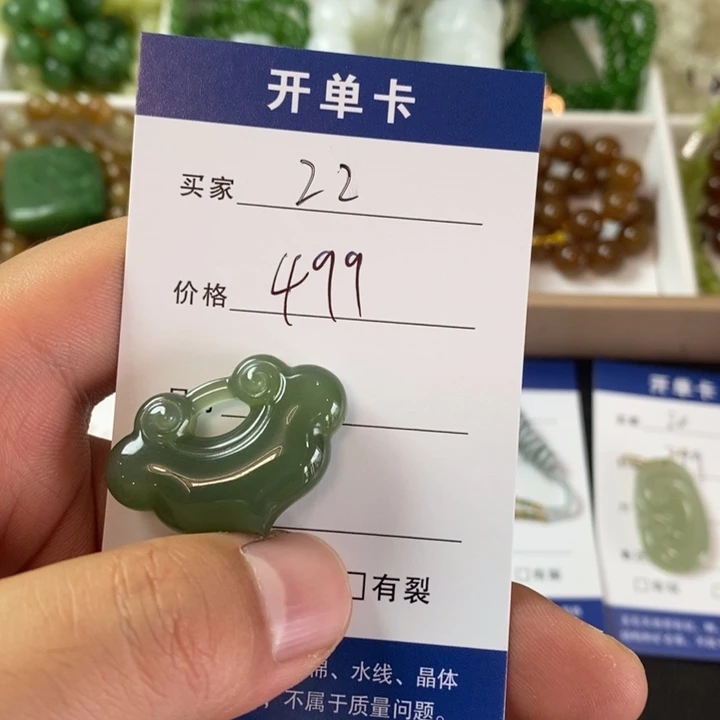 开单卡
买家 22
价格 499
□有裂
棉、水线、晶体
，不属于质量问题。
开单卡
□有裂